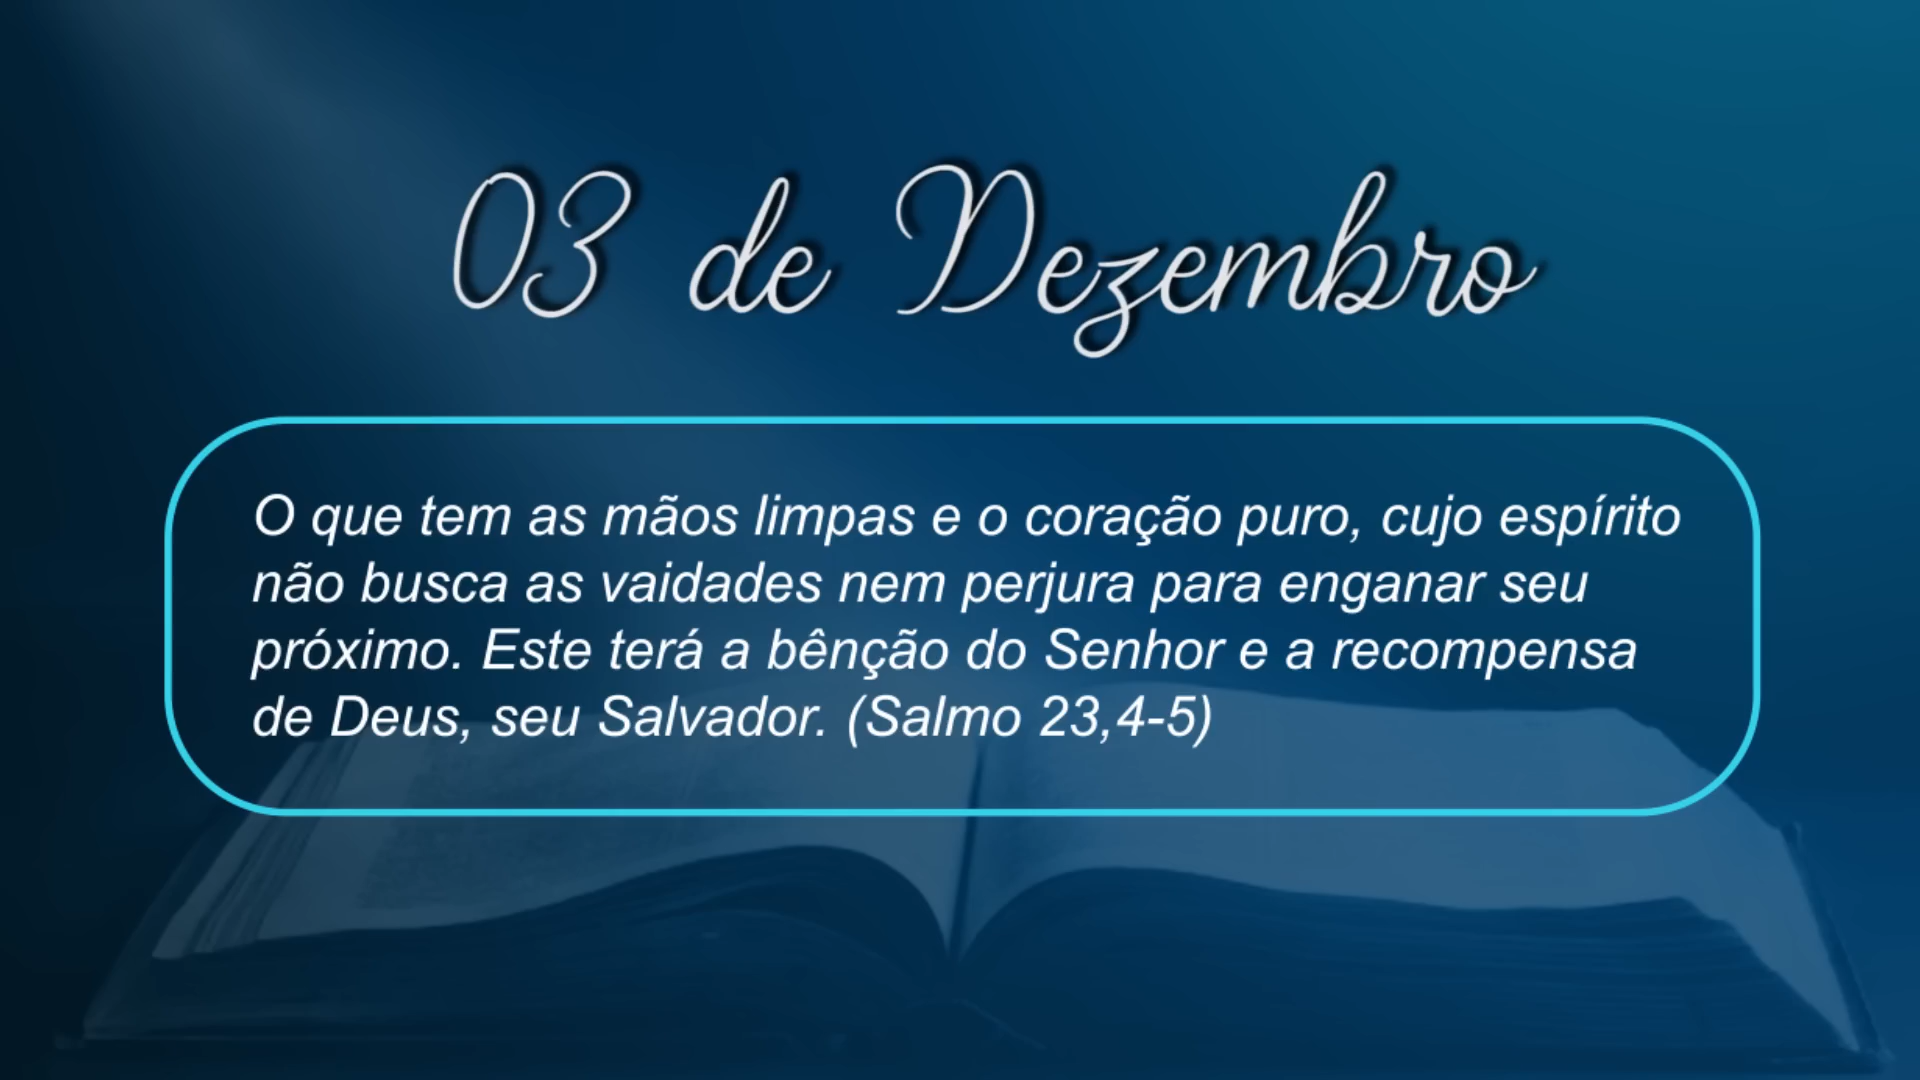 03 de Dezembro
O que tem as mãos limpas e o coração puro, cujo espírito
não busca as vaidades nem perjura para enganar seu
próximo. Este terá a bênção do Senhor e a recompensa
de Deus, seu Salvador. (Salmo 23,4-5)